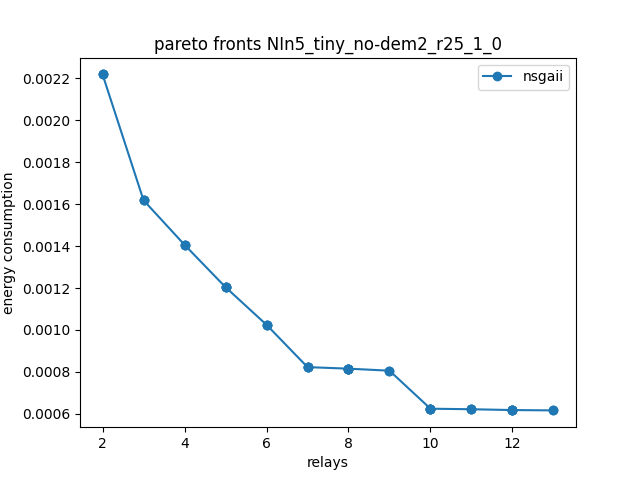 pareto fronts NIn5_tiny_no-dem2_r25_1_0
nsgaii
0.0022
0.0020
0.0018
0.0016
0.0014
0.0012
0.0010
0.0008
0.0006
energy consumption
2 4 6 8 10 12
relays